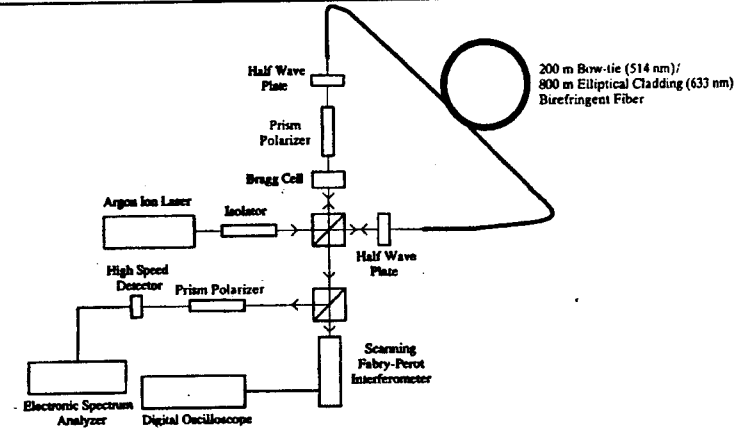 Half Wave
Plate
200 m Bow-tie (514 nm)/
800 m Elliptical Cladding (633 nm)
Birefringent Fiber
Prism
Polarizer
Bragg Cell
Argon Ion Laser
Isolator
Half Wave
Plate
High Speed
Detector
Prism Polarizer
Scanning
Fabry-Perot
Interferometer
Electronic Spectrum
Analyzer
Digital Oscilloscope